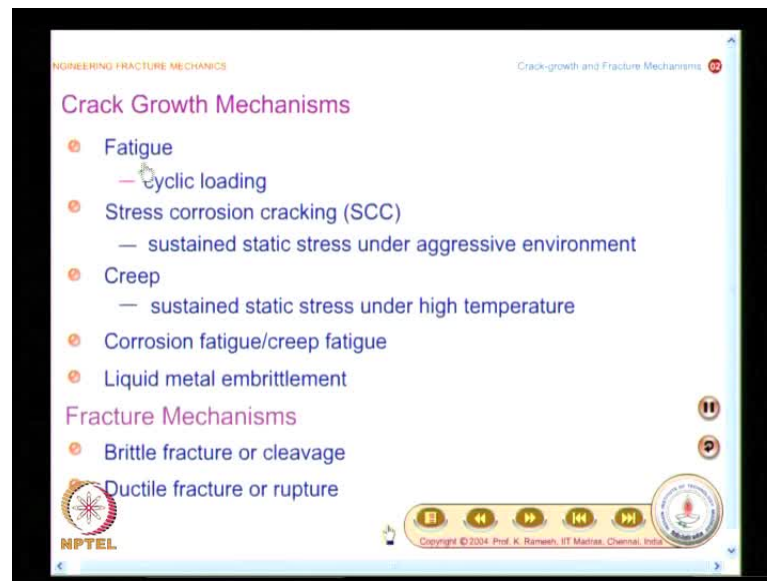 NGINEERING FRACTURE MECHANICS
Crack-growth and Fracture Mechanisms 02
Crack Growth Mechanisms
Fatigue
— cyclic loading
Stress corrosion cracking (SCC)
— sustained static stress under aggressive environment
Creep
— sustained static stress under high temperature
Corrosion fatigue/creep fatigue
Liquid metal embrittlement
Fracture Mechanisms
Brittle fracture or cleavage
Ductile fracture or rupture
NPTEL
Copyright © 2004 Prof. K. Ramesh, IIT Madras, Chennai, India